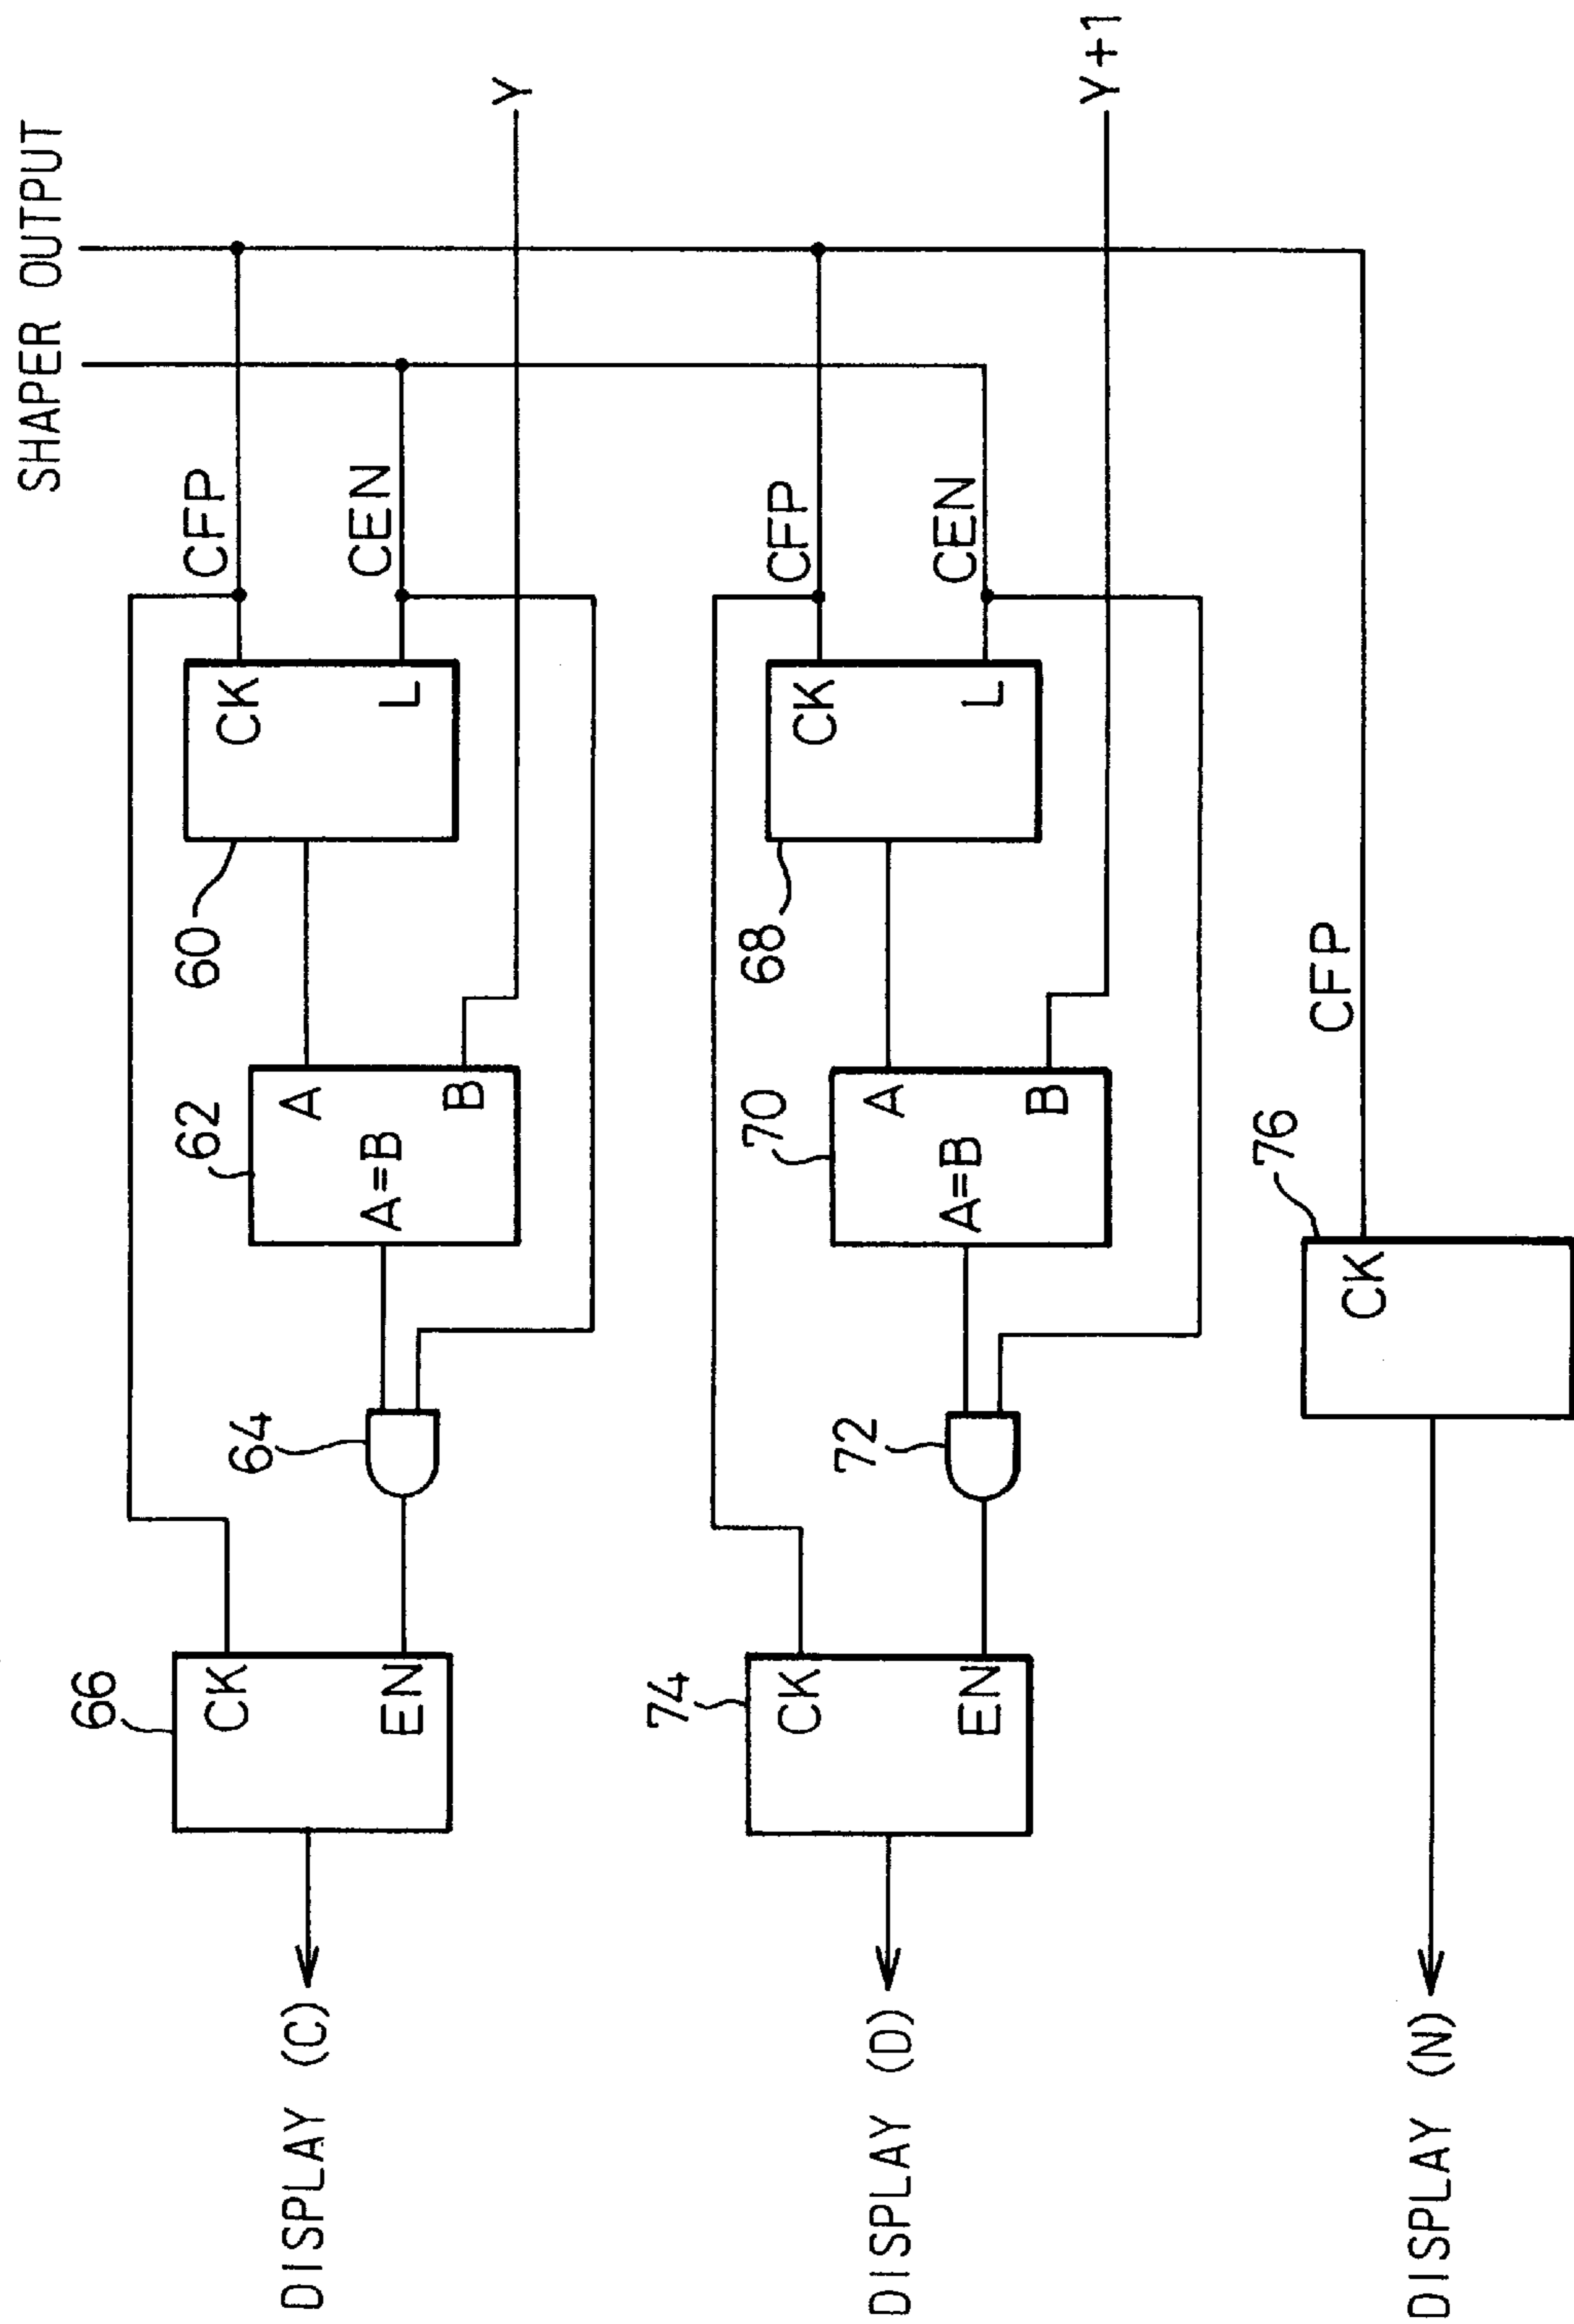 SHAPER OUTPUT
Y
Y+1
CFP
CEN
CK
L
60
A
B
A=B
62
64
CK
EN
66
DISPLAY (C)
CFP
CEN
CK
L
68
A
B
A=B
70
72
CK
EN
74
DISPLAY (D)
CFP
CK
76
DISPLAY (N)